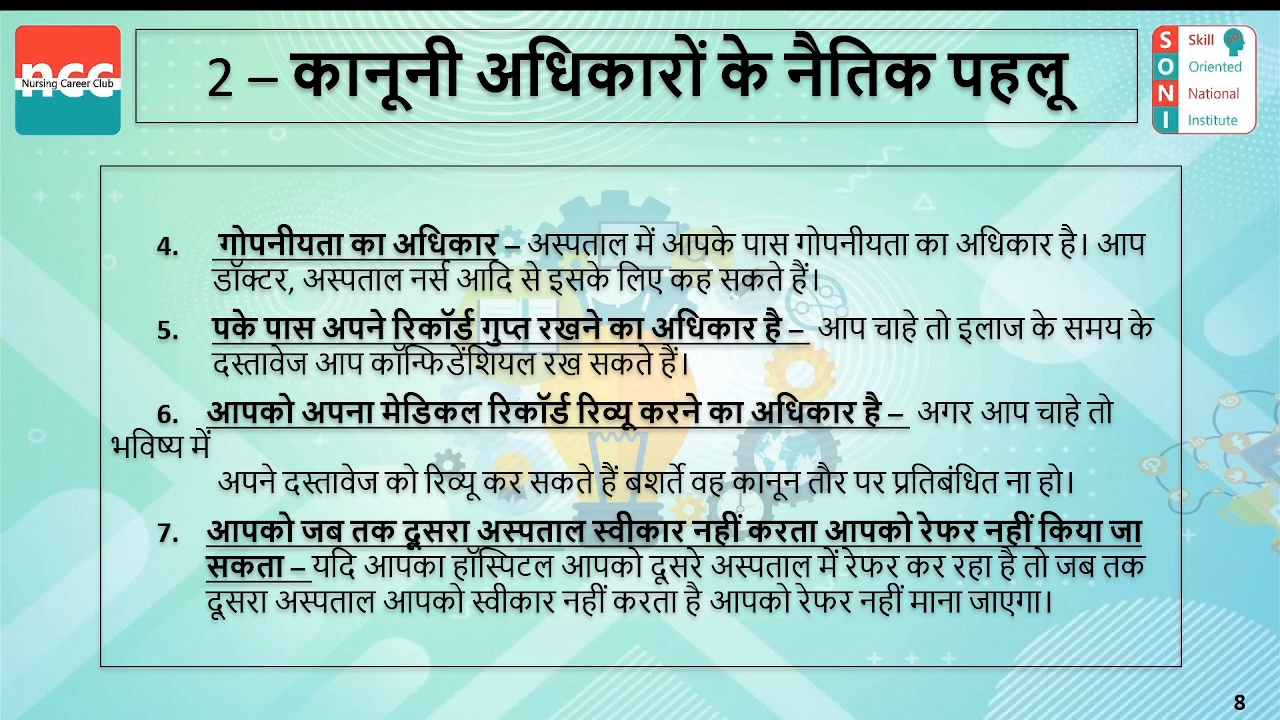 ncc
Nursing Career Club
2 – कानूनी अधिकारों के नैतिक पहलू
S Skill
O Oriented
N National
I Institute
4. गोपनीयता का अधिकार – अस्पताल में आपके पास गोपनीयता का अधिकार है। आप
डॉक्टर, अस्पताल नर्स आदि से इसके लिए कह सकते हैं।
5. पके पास अपने रिकॉर्ड गुप्त रखने का अधिकार है – आप चाहे तो इलाज के समय के
दस्तावेज आप कॉन्फिडेंशियल रख सकते हैं।
6. आपको अपना मेडिकल रिकॉर्ड रिव्यू करने का अधिकार है – अगर आप चाहे तो
भविष्य में
अपने दस्तावेज को रिव्यू कर सकते हैं बशर्ते वह कानून तौर पर प्रतिबंधित ना हो।
7. आपको जब तक दूसरा अस्पताल स्वीकार नहीं करता आपको रेफर नहीं किया जा
सकता – यदि आपका हॉस्पिटल आपको दूसरे अस्पताल में रेफर कर रहा है तो जब तक
दूसरा अस्पताल आपको स्वीकार नहीं करता है आपको रेफर नहीं माना जाएगा।
8